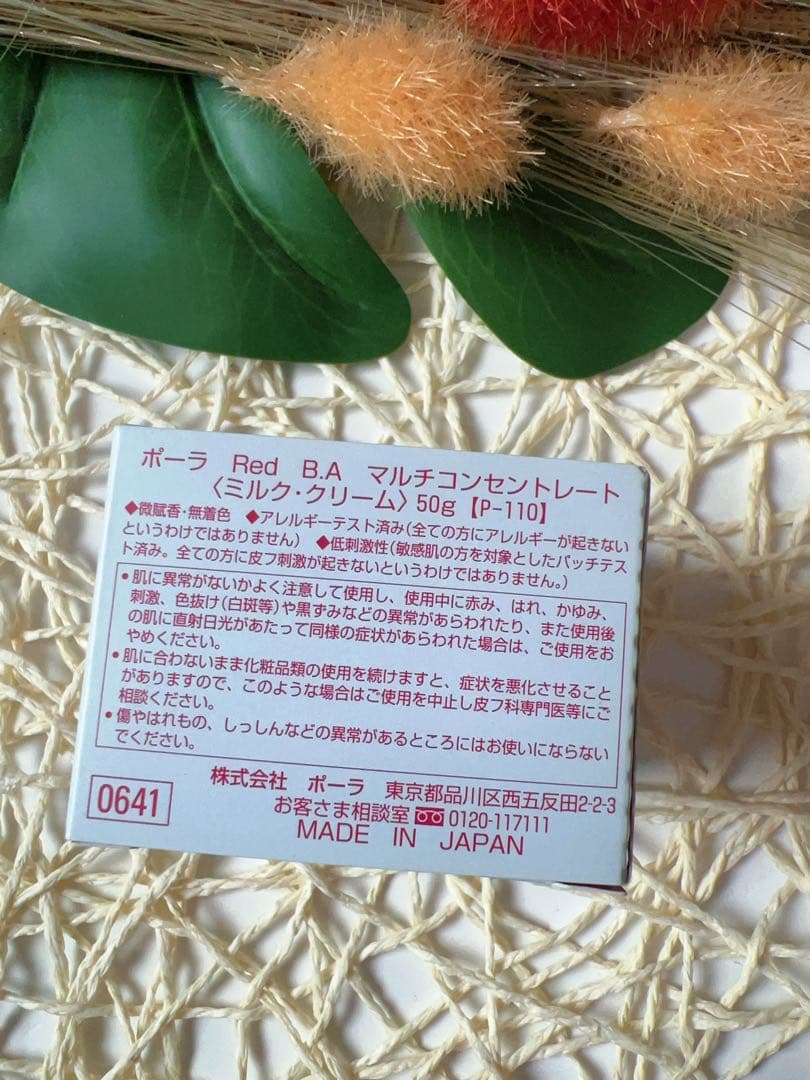 ポーラ Red B.A マルチコンセントレート
〈ミルク・クリーム〉50g【P-110】
◆微賦香・無着色 ◆アレルギーテスト済み(全ての方にアレルギーが起きない
というわけではありません) ◆低刺激性(敏感肌の方を対象としたパッチテス
ト済み。全ての方に皮フ刺激が起きないというわけではありません。)
•肌に異常がないかよく注意して使用し、使用中に赤み、はれ、かゆみ、
刺激、色抜け(白斑等)や黒ずみなどの異常があらわれたり、また使用後
の肌に直射日光があたって同様の症状があらわれた場合は、ご使用をお
やめください。
•肌に合わないまま化粧品類の使用を続けますと、症状を悪化させること
がありますので、このような場合はご使用を中止し皮フ科専門医等にご
相談ください。
•傷やはれもの、しっしんなどの異常があるところにはお使いにならない
でください。
株式会社 ポーラ 東京都品川区西五反田2-2-3
0641
お客さま相談室 0120-117111
MADE IN JAPAN